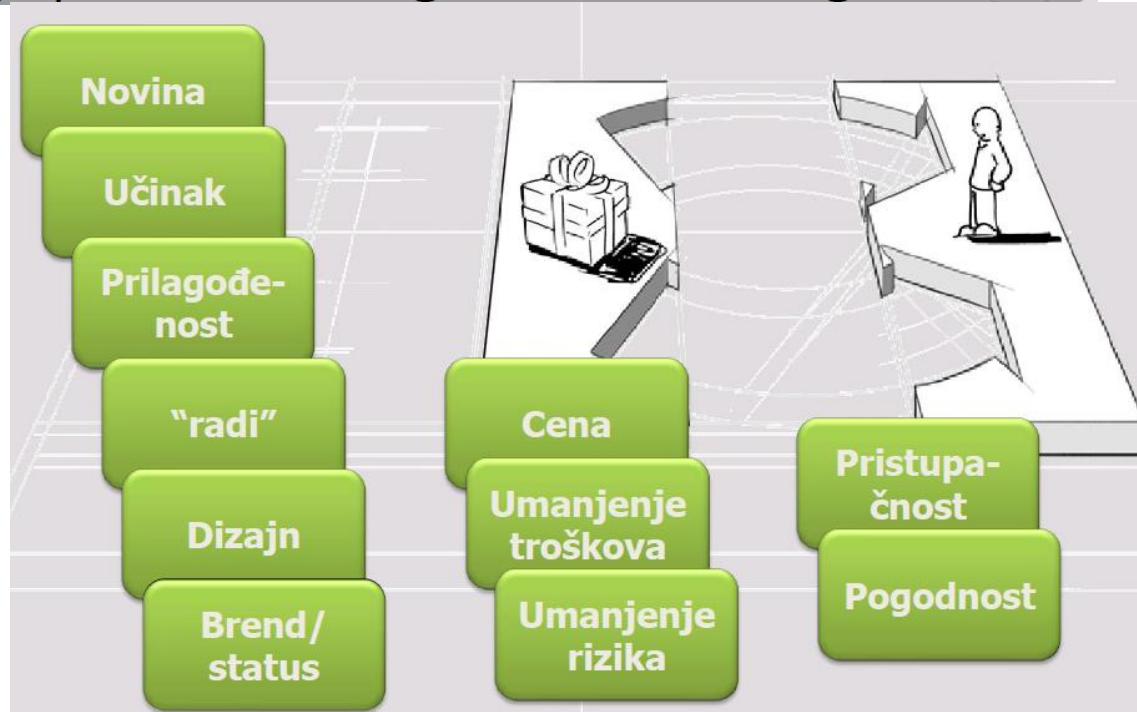 Novina
Učinak
Prilagođe-
nost
“radi”
Dizajn
Brend/
status
Cena
Umanjenje
troškova
Umanjenje
rizika
Pristupa-
čnost
Pogodnost